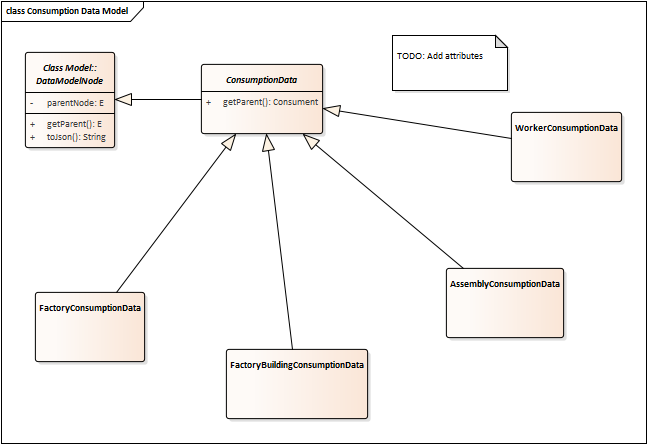 class Consumption Data Model
Class Model::
DataModelNode
- parentNode: E
+ getParent(): E
+ toJson(): String
ConsumptionData
+ getParent(): Consument
TODO: Add attributes
WorkerConsumptionData
AssemblyConsumptionData
FactoryConsumptionData
FactoryBuildingConsumptionData